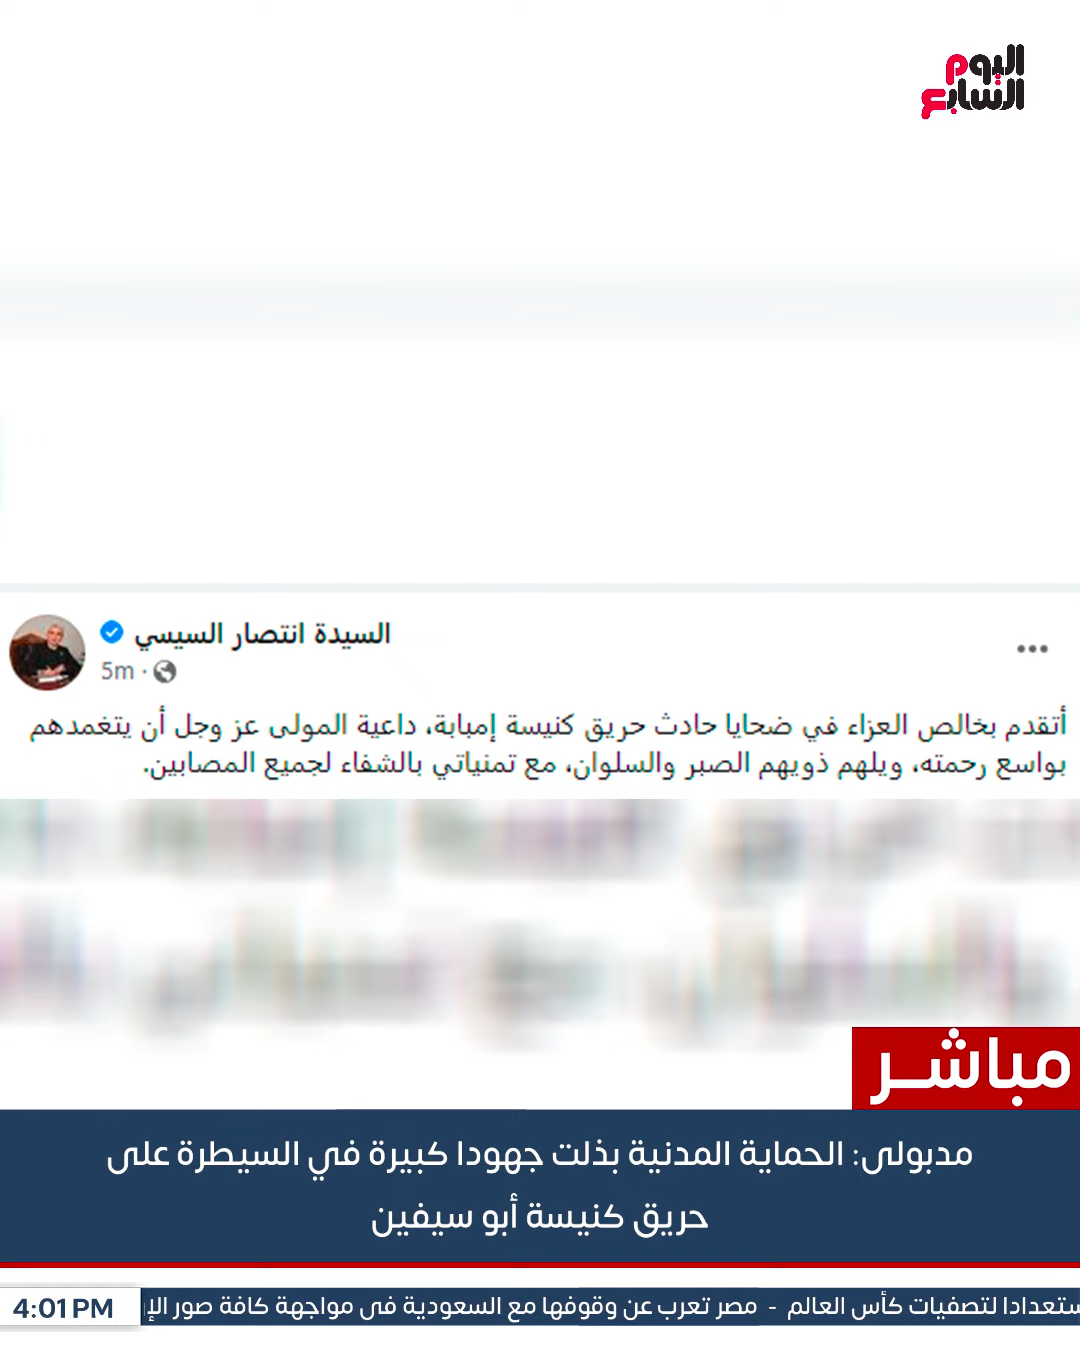 اليوم
السابع
السيدة انتصار السيسي
5m
أتقدم بخالص العزاء في ضحايا حادث حريق كنيسة إمبابة، داعية المولى عز وجل أن يتغمدهم
بواسع رحمته، ويلهم ذويهم الصبر والسلوان، مع تمنياتي بالشفاء لجميع المصابين.
مباشر
مدبولى: الحماية المدنية بذلت جهودا كبيرة في السيطرة على
حريق كنيسة أبو سيفين
لتصفيات كأس العالم - مصر تعرب عن وقوفها مع السعودية فى مواجهة كافة صور
4:01 PM